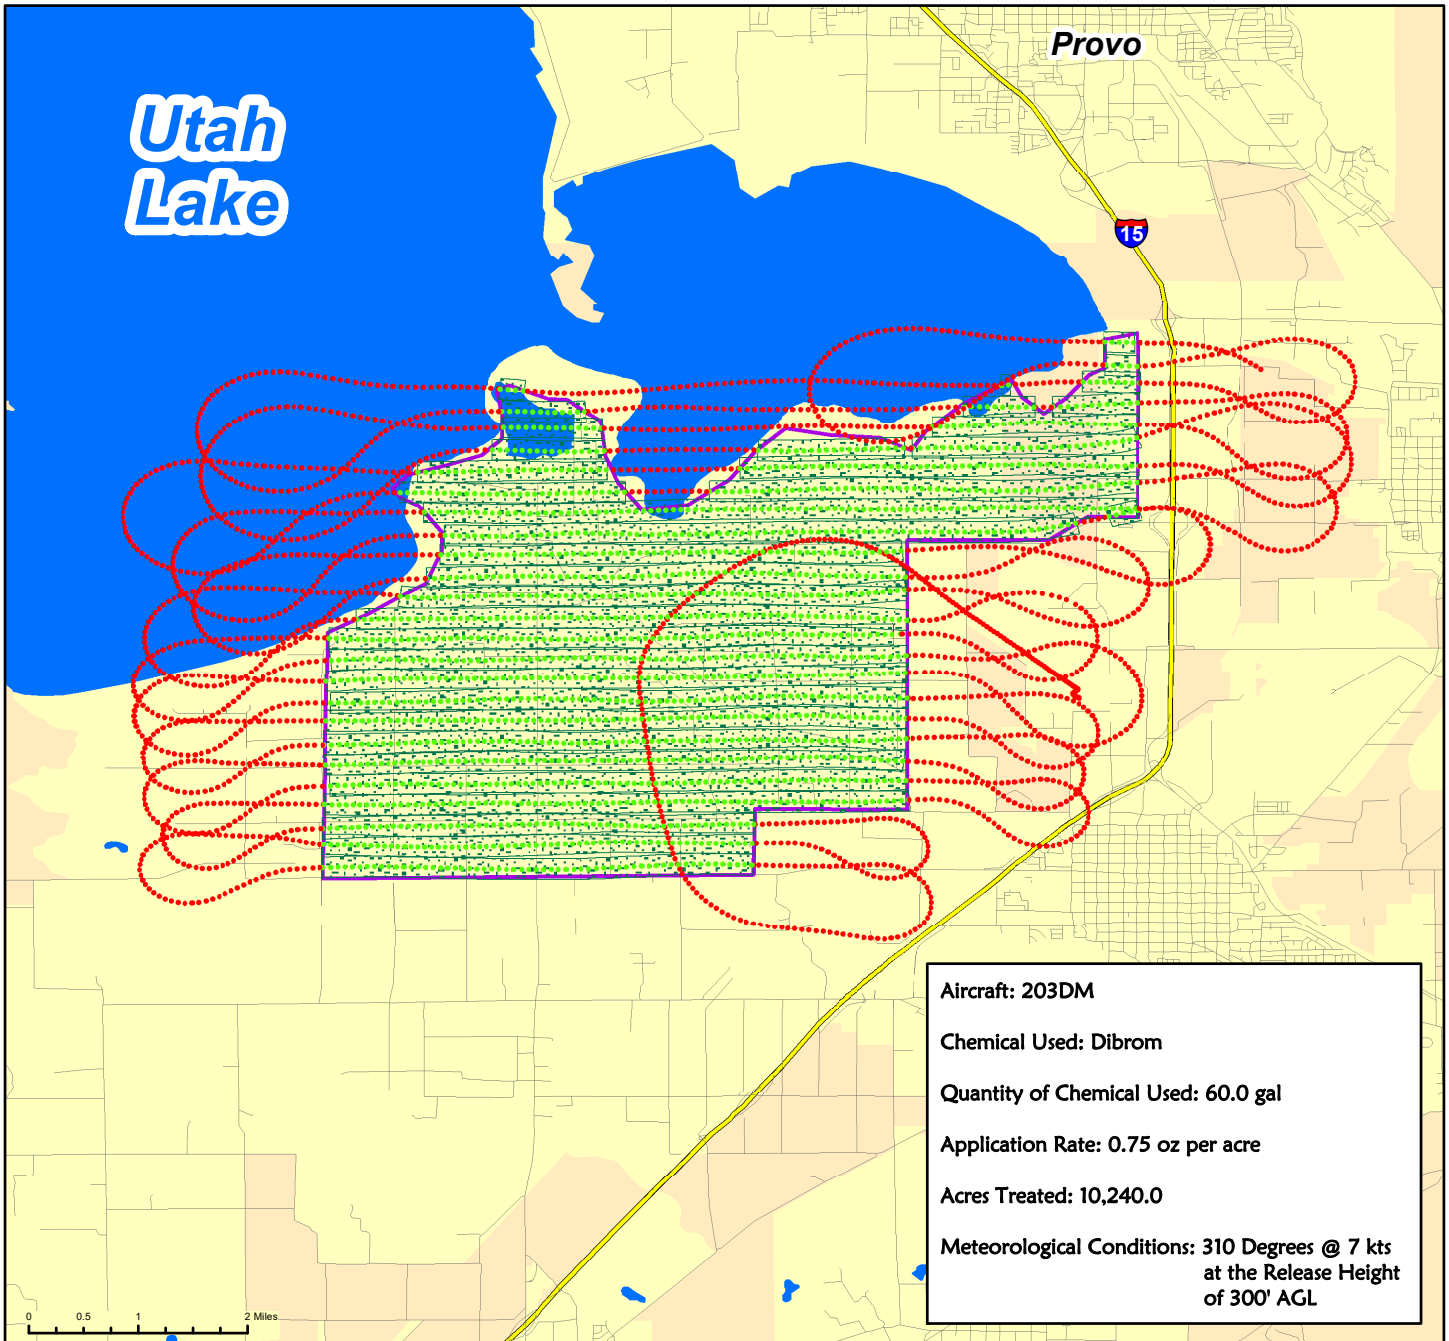 Provo
Utah
Lake
15
Aircraft: 203DM
Chemical Used: Dibrom
Quantity of Chemical Used: 60.0 gal
Application Rate: 0.75 oz per acre
Acres Treated: 10,240.0
Meteorological Conditions: 310 Degrees @ 7 kts
at the Release Height
of 300' AGL
0 0.5 1 2 Miles